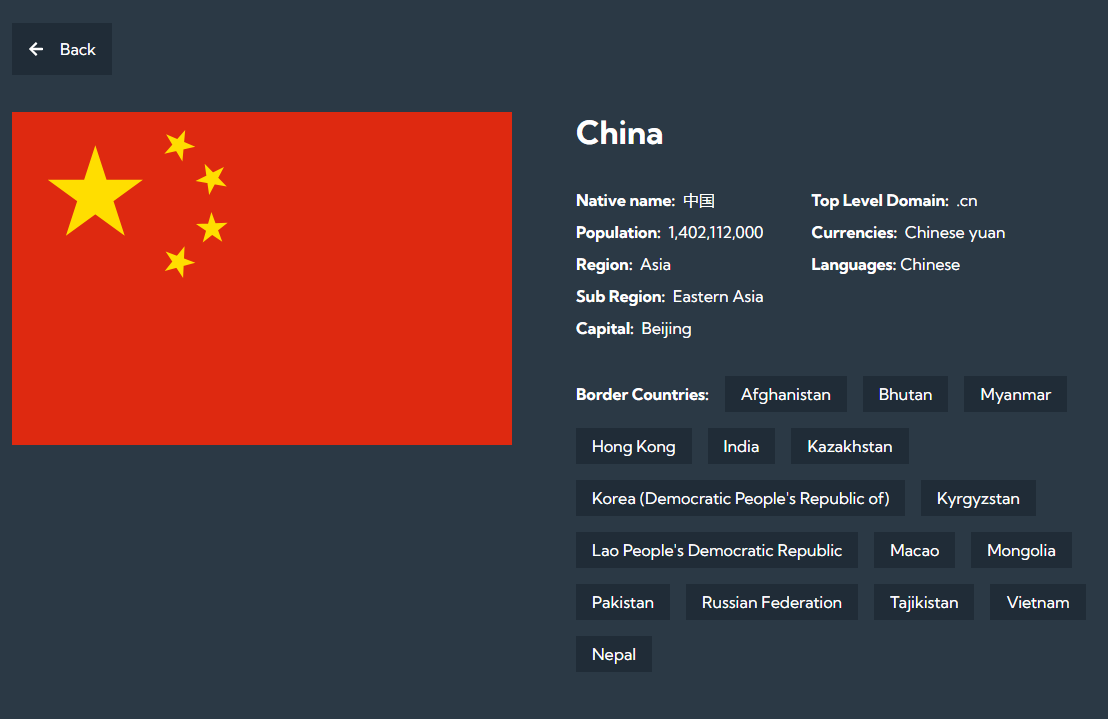 Back
China
Native name: 中国
Population: 1,402,112,000
Region: Asia
Sub Region: Eastern Asia
Capital: Beijing
Top Level Domain: .cn
Currencies: Chinese yuan
Languages: Chinese
Border Countries: Afghanistan Bhutan Myanmar
Hong Kong India Kazakhstan
Korea (Democratic People's Republic of) Kyrgyzstan
Lao People's Democratic Republic Macao Mongolia
Pakistan Russian Federation Tajikistan Vietnam
Nepal